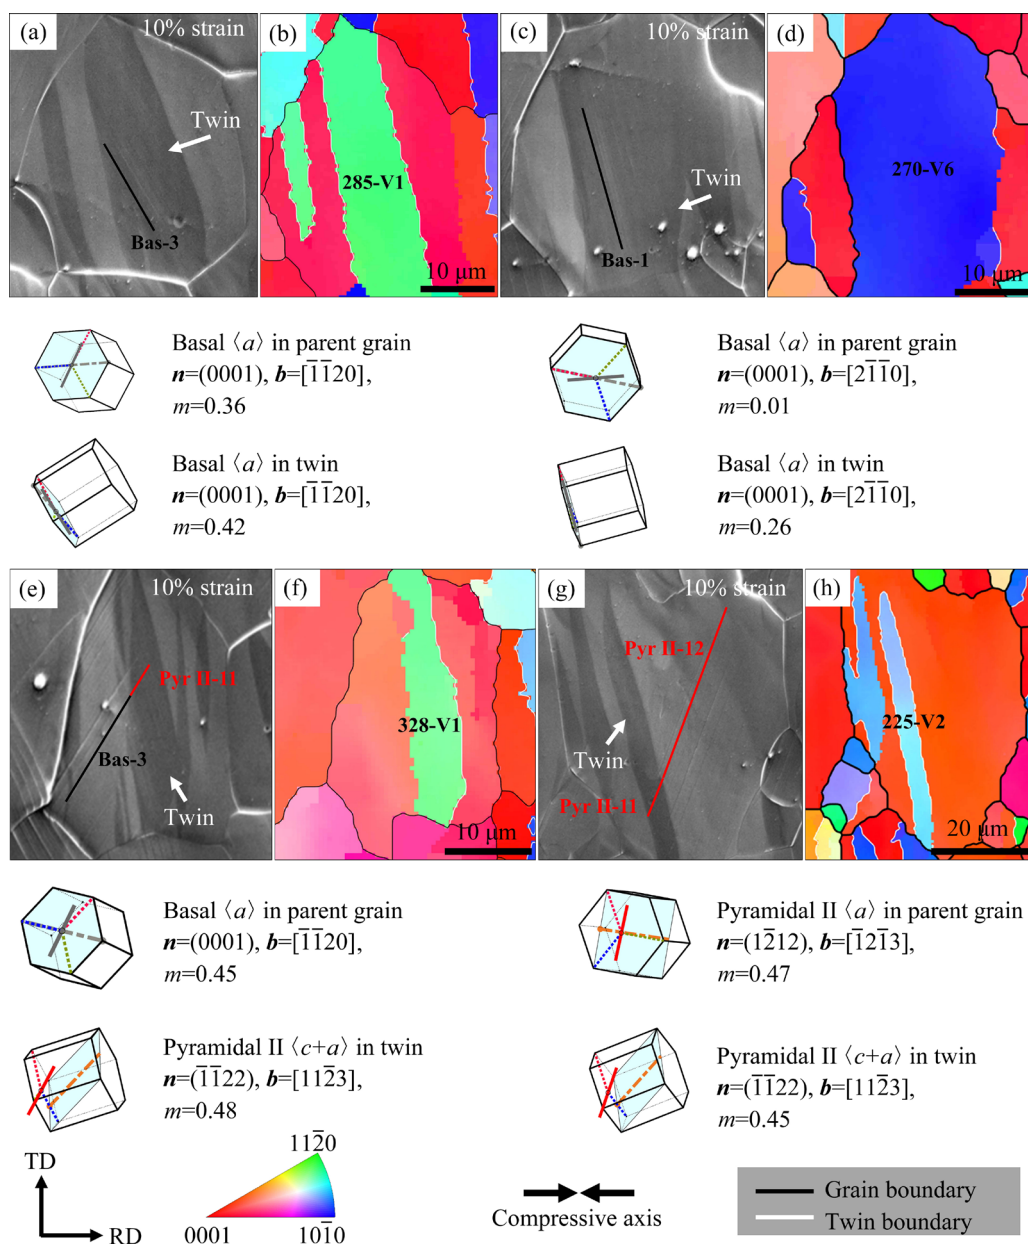 (a)
10% strain
Twin
Bas-3
(b)
285-V1
10 μm
(c)
10% strain
Twin
Bas-1
(d)
270-V6
10 μm
Basal ⟨a⟩ in parent grain
n=(0001), b=[1̅1̅20],
m=0.36
Basal ⟨a⟩ in parent grain
n=(0001), b=[21̅1̅0],
m=0.01
Basal ⟨a⟩ in twin
n=(0001), b=[1̅1̅20],
m=0.42
Basal ⟨a⟩ in twin
n=(0001), b=[21̅1̅0],
m=0.26
(e)
10% strain
Pyr II-11
Bas-3
Twin
(f)
328-V1
10 μm
(g)
10% strain
Pyr II-12
Twin
Pyr II-11
(h)
225-V2
20 μm
Basal ⟨a⟩ in parent grain
n=(0001), b=[1̅1̅20],
m=0.45
Pyramidal II ⟨a⟩ in parent grain
n=(12̅12), b=[1̅21̅3],
m=0.47
Pyramidal II ⟨c+a⟩ in twin
n=(1̅1̅22), b=[112̅3],
m=0.48
Pyramidal II ⟨c+a⟩ in twin
n=(1̅1̅22), b=[112̅3],
m=0.45
TD
RD
112̅0
0001
101̅0
Compressive axis
Grain boundary
Twin boundary